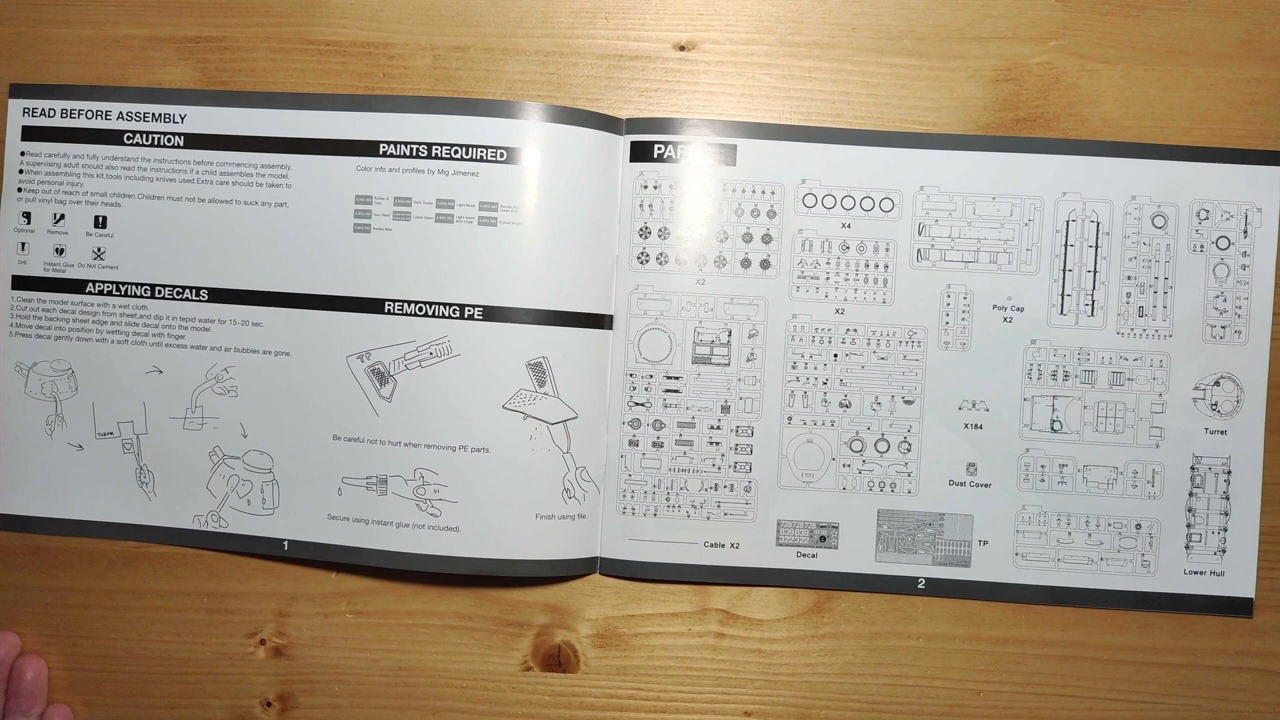 READ BEFORE ASSEMBLY
CAUTION
●Read carefully and fully understand the instructions before commencing assembly.
A supervising adult should also read the instructions if a child assembles the model.
●When assembling this kit,tools including knives used.Extra care should be taken to
avoid personal injury.
●Keep out of reach of small children.Children must not be allowed to suck any part,
or pull vinyl bag over their heads.
Optional
Remove
Be Careful
Drill
Instant Glue
for Metal
Do Not Cement
PAINTS REQUIRED
Color info and profiles by Mig Jimenez
Rubber &
Dark Tracks
Light Wood
Gun Metal
APPLYING DECALS
1.Clean the model surface with a wet cloth.
2.Cut out each decal design from sheet,and dip it in tepid water for 15~20 sec.
3.Hold the backing sheet edge and slide decal onto the model.
4.Move decal into position by wetting decal with finger.
5.Press decal gently down with a soft cloth until excess water and air bubbles are gone.
REMOVING PE
TP
Be careful not to hurt when removing PE parts.
Secure using instant glue (not included).
Finish using file.
1
X2
X4
X2
Poly Cap
X2
X184
Dust Cover
Turret
Lower Hull
Cable X2
Decal
TP
2